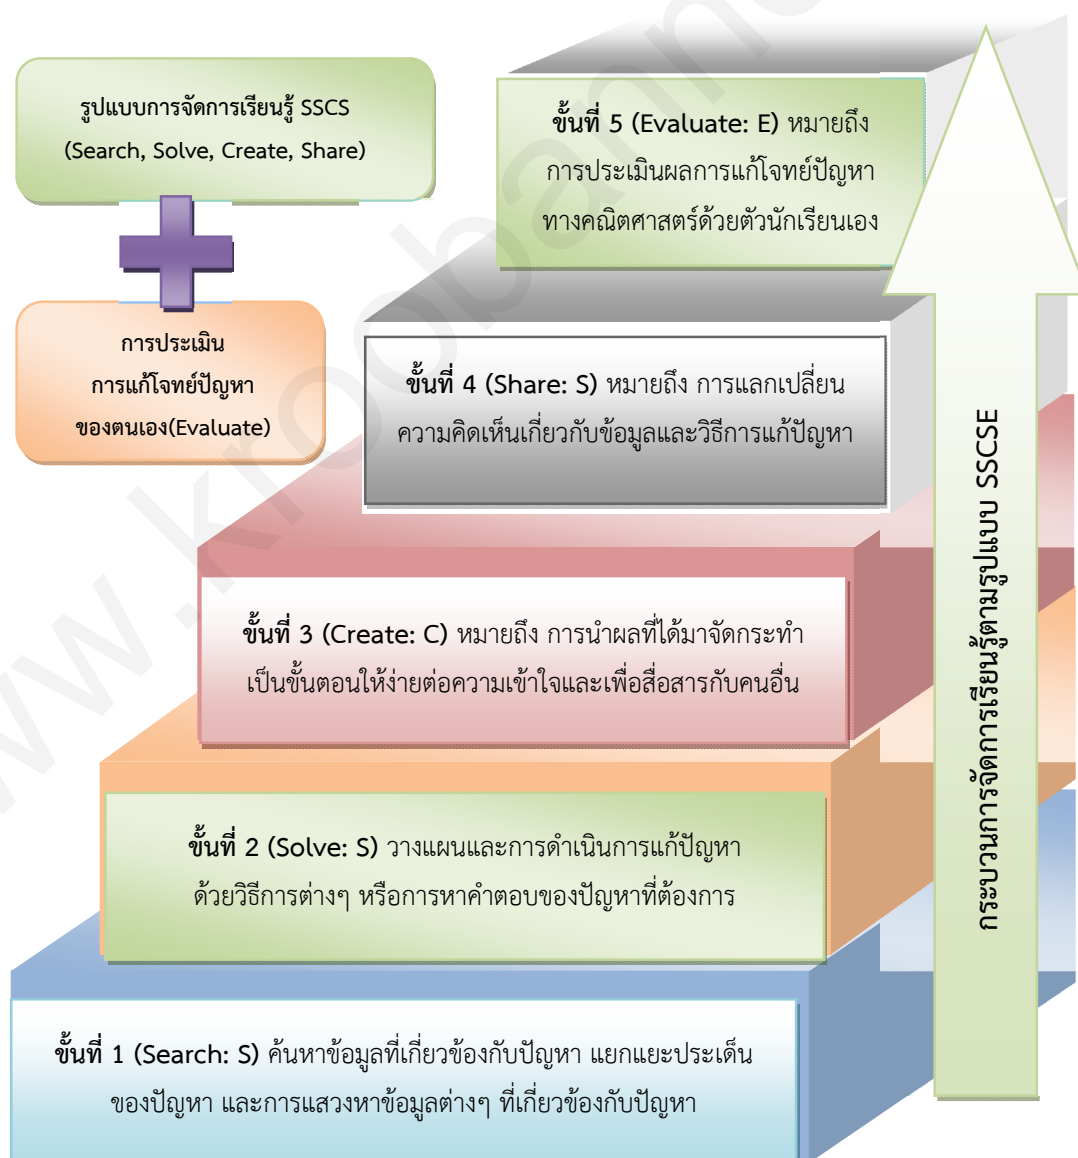 รูปแบบการจัดการเรียนรู้ SSCS
(Search, Solve, Create, Share)
การประเมิน
การแก้โจทย์ปัญหา
ของตนเอง(Evaluate)
ขั้นที่ 5 (Evaluate: E) หมายถึง
การประเมินผลการแก้โจทย์ปัญหา
ทางคณิตศาสตร์ด้วยตัวนักเรียนเอง
ขั้นที่ 4 (Share: S) หมายถึง การแลกเปลี่ยน
ความคิดเห็นเกี่ยวกับข้อมูลและวิธีการแก้ปัญหา
ขั้นที่ 3 (Create: C) หมายถึง การนำผลที่ได้มาจัดกระทำ
เป็นขั้นตอนให้ง่ายต่อความเข้าใจและเพื่อสื่อสารกับคนอื่น
ขั้นที่ 2 (Solve: S) วางแผนและการดำเนินการแก้ปัญหา
ด้วยวิธีการต่างๆ หรือการหาคำตอบของปัญหาที่ต้องการ
ขั้นที่ 1 (Search: S) ค้นหาข้อมูลที่เกี่ยวข้องกับปัญหา แยกแยะประเด็น
ของปัญหา และการแสวงหาข้อมูลต่างๆ ที่เกี่ยวข้องกับปัญหา
กระบวนการจัดการเรียนรู้ตามรูปแบบ SSCSE